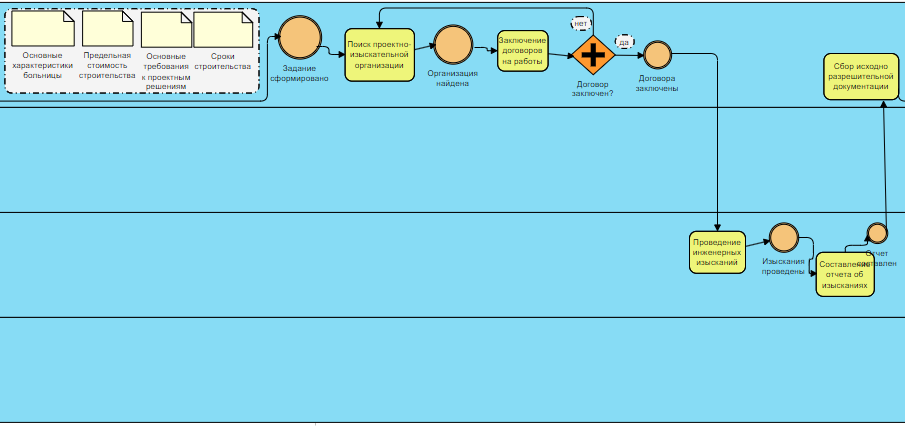 Основные
характеристики
больницы
Предельная
стоимость
строительства
Основные
требования
к проектным
решениям
Сроки
строительства
Задание
сформировано
Поиск проектно-
изыскательной
организации
Организация
найдена
Заключение
договоров
на работы
нет
да
Договор
заключен?
Договора
заключены
Сбор исходно
разрешительной
документации
Проведение
инженерных
изысканий
Изыскания
проведены
Составление
отчета об
изысканиях
Отчет
составлен